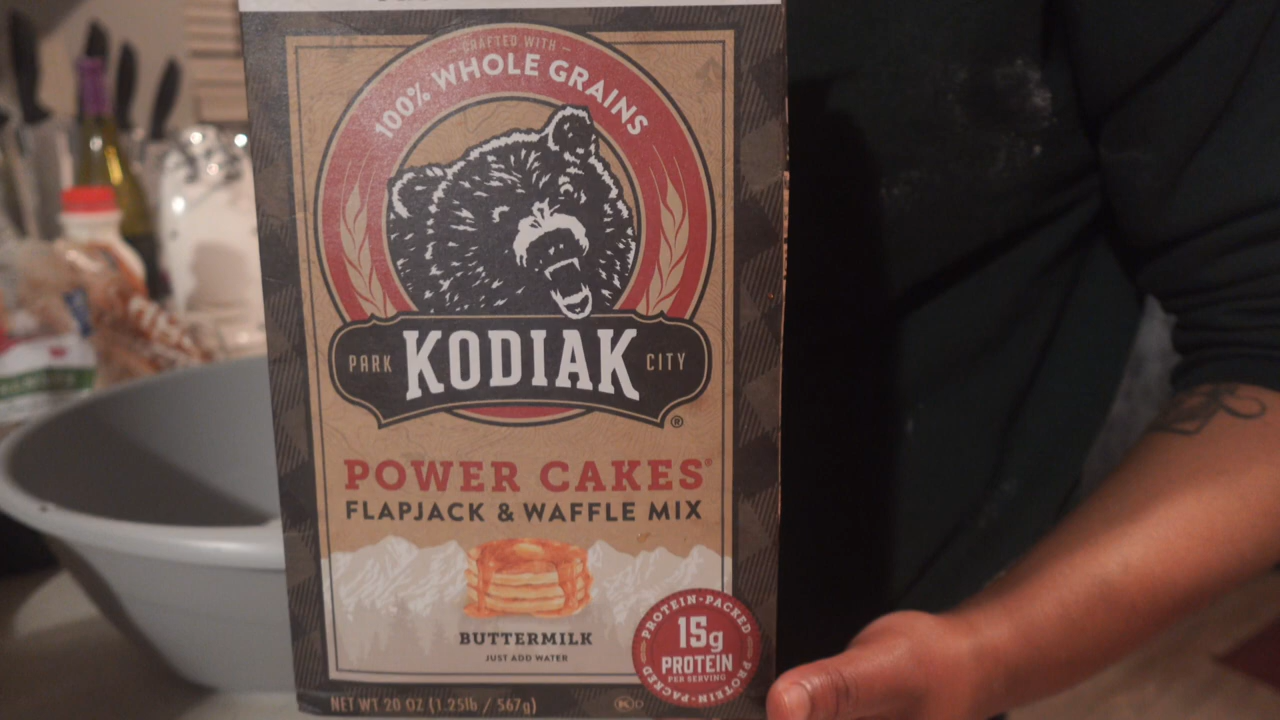 CRAFTED WITH
100% WHOLE GRAINS
PARK KODIAK CITY
®
POWER CAKES®
FLAPJACK & WAFFLE MIX
BUTTERMILK
JUST ADD WATER
PROTEIN-PACKED
15g
PROTEIN
PER SERVING
PROTEIN-PACKED
NET WT 20 OZ (1.25lb / 567g)
K D